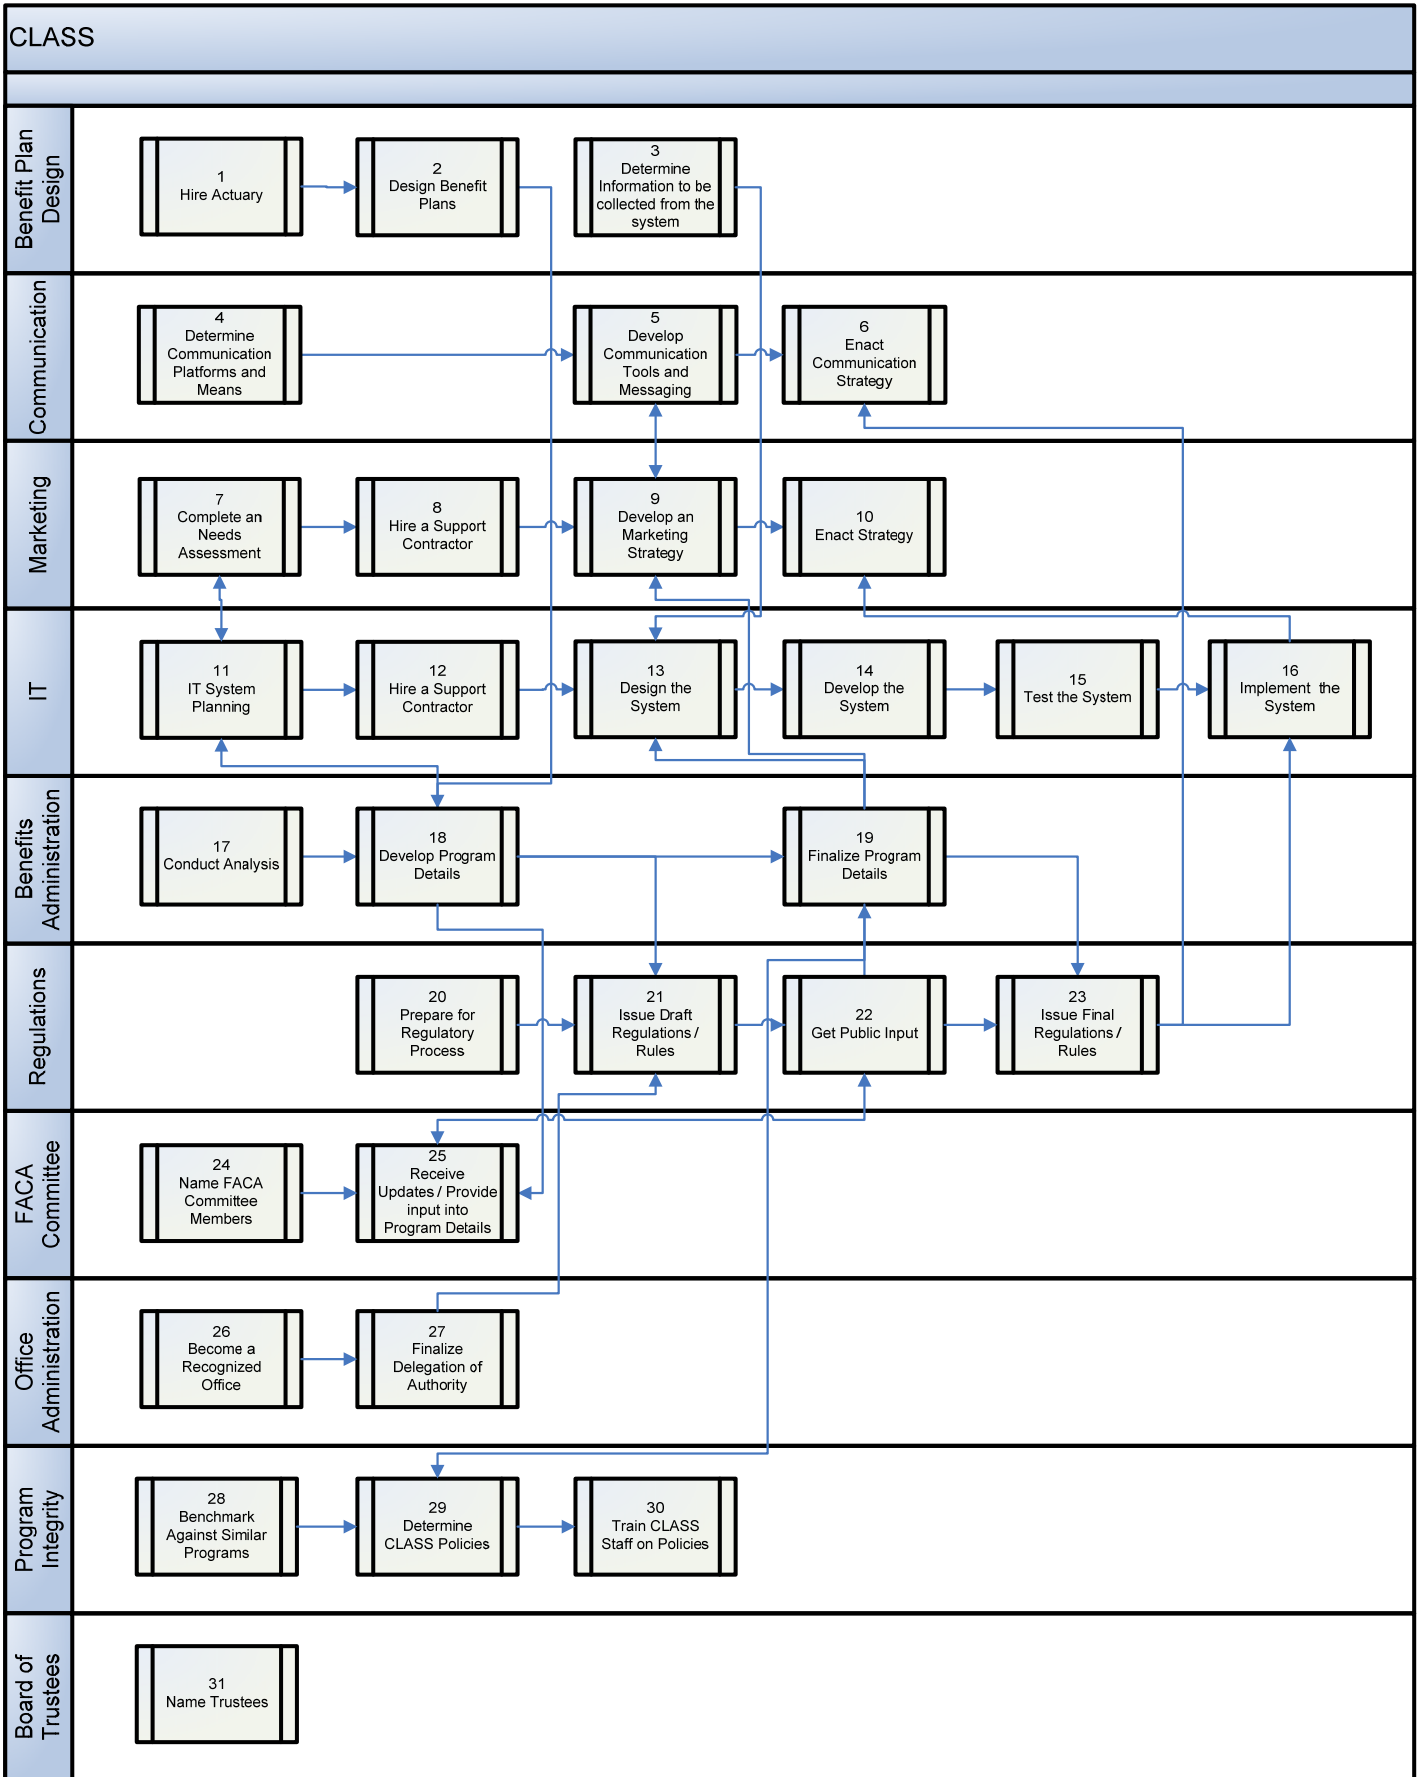 CLASS
Benefit Plan
Design
1
Hire Actuary
2
Design Benefit
Plans
3
Determine
Information to be
collected from the
system
Communication
4
Determine
Communication
Platforms and
Means
5
Develop
Communication
Tools and
Messaging
6
Enact
Communication
Strategy
Marketing
7
Complete an
Needs
Assessment
8
Hire a Support
Contractor
9
Develop an
Marketing
Strategy
10
Enact Strategy
IT
11
IT System
Planning
12
Hire a Support
Contractor
13
Design the
System
14
Develop the
System
15
Test the System
16
Implement the
System
Benefits
Administration
17
Conduct Analysis
18
Develop Program
Details
19
Finalize Program
Details
Regulations
20
Prepare for
Regulatory
Process
21
Issue Draft
Regulations /
Rules
22
Get Public Input
23
Issue Final
Regulations /
Rules
FACA
Committee
24
Name FACA
Committee
Members
25
Receive
Updates / Provide
input into
Program Details
Office
Administration
26
Become a
Recognized
Office
27
Finalize
Delegation of
Authority
Program
Integrity
28
Benchmark
Against Similar
Programs
29
Determine
CLASS Policies
30
Train CLASS
Staff on Policies
Board of
Trustees
31
Name Trustees